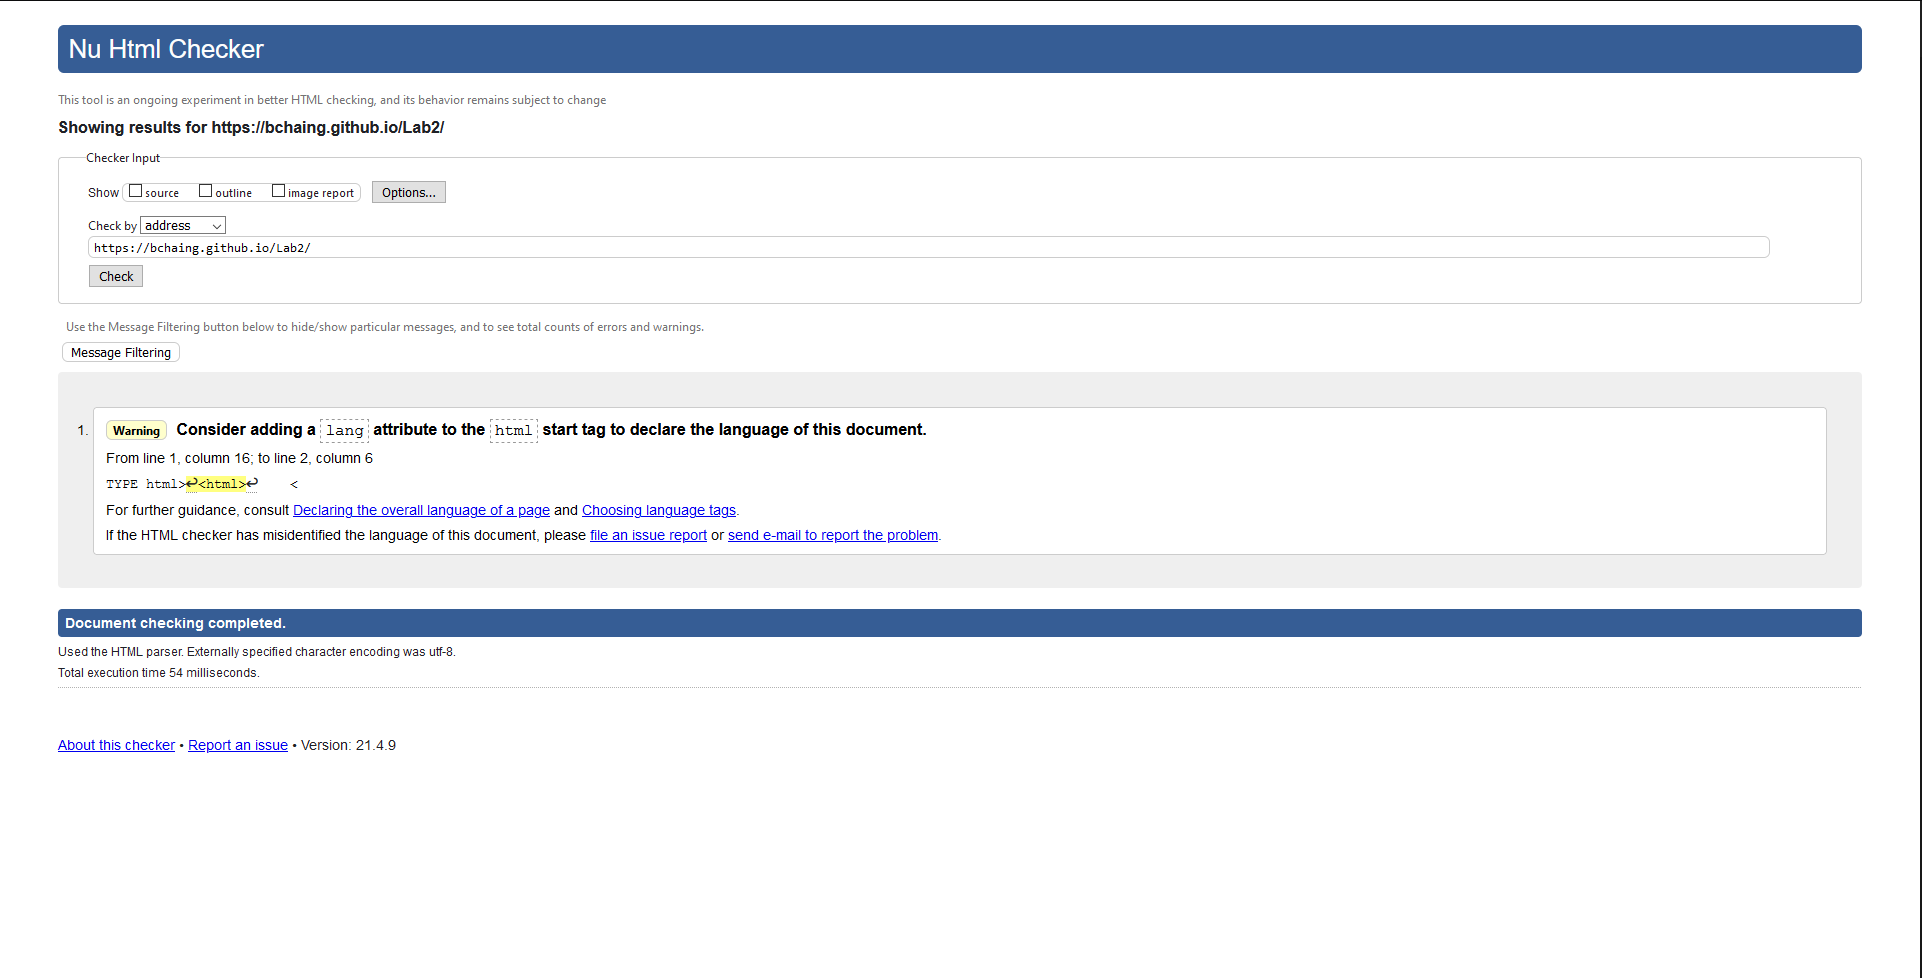 Nu Html Checker
This tool is an ongoing experiment in better HTML checking, and its behavior remains subject to change
Showing results for https://bchaing.github.io/Lab2/
Checker Input
Show source outline image report Options...
Check by address
https://bchaing.github.io/Lab2/
Check
Use the Message Filtering button below to hide/show particular messages, and to see total counts of errors and warnings.
Message Filtering
1. Warning Consider adding a lang attribute to the html start tag to declare the language of this document.
From line 1, column 16; to line 2, column 6
TYPE html>↩<html>↩    <
For further guidance, consult Declaring the overall language of a page and Choosing language tags.
If the HTML checker has misidentified the language of this document, please file an issue report or send e-mail to report the problem.
Document checking completed.
Used the HTML parser. Externally specified character encoding was utf-8.
Total execution time 54 milliseconds.
About this checker • Report an issue • Version: 21.4.9